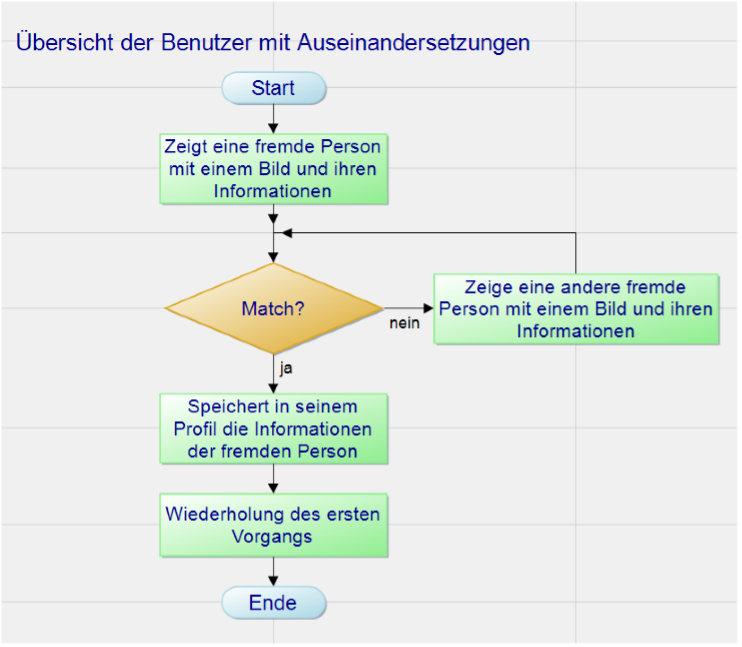 Übersicht der Benutzer mit Auseinandersetzungen
Start
Zeigt eine fremde Person
mit einem Bild und ihren
Informationen
Match?
nein
Zeige eine andere fremde
Person mit einem Bild und ihren
Informationen
ja
Speichert in seinem
Profil die Informationen
der fremden Person
Wiederholung des ersten
Vorgangs
Ende